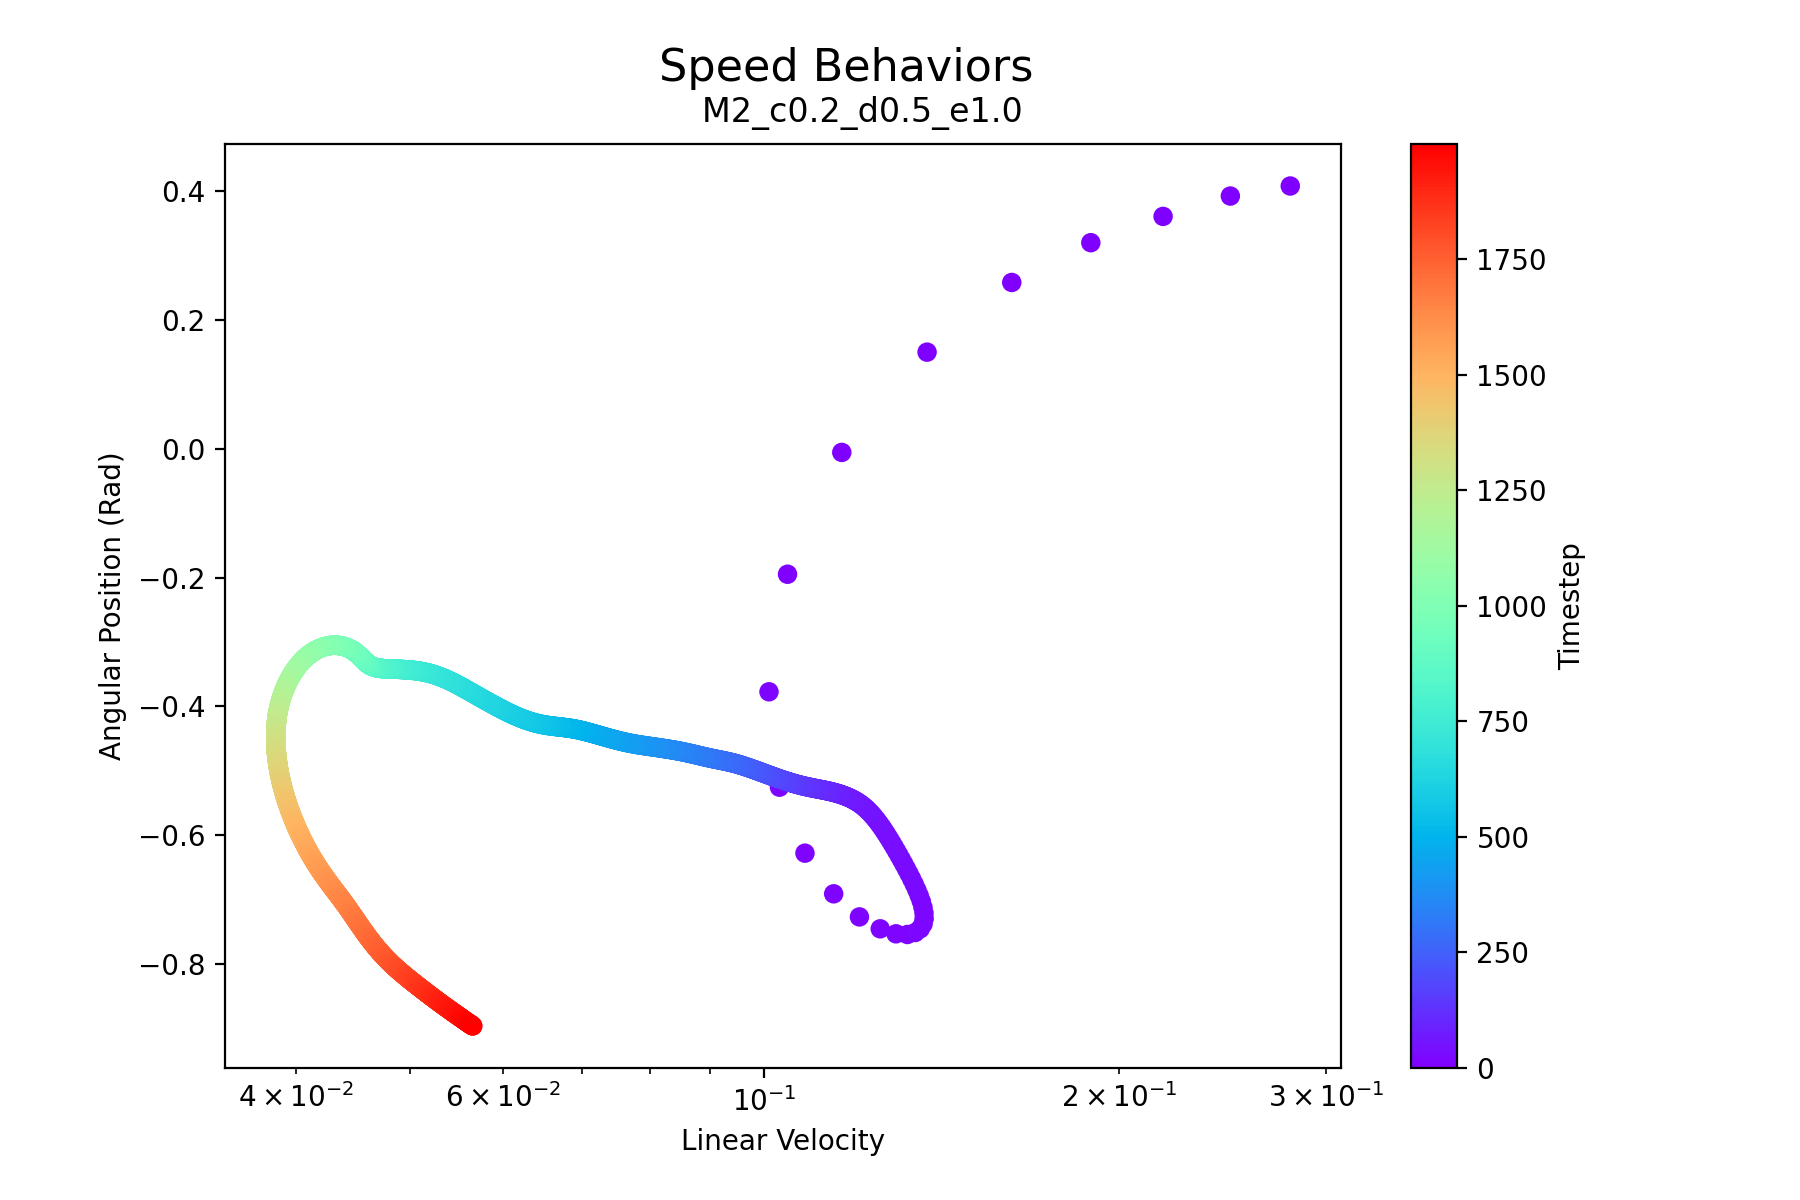 Speed Behaviors
M2_c0.2_d0.5_e1.0
Angular Position (Rad)
0.4
0.2
0.0
−0.2
−0.4
−0.6
−0.8
4 × 10⁻²
6 × 10⁻²
10⁻¹
2 × 10⁻¹
3 × 10⁻¹
Linear Velocity
1750
1500
1250
1000
750
500
250
0
Timestep